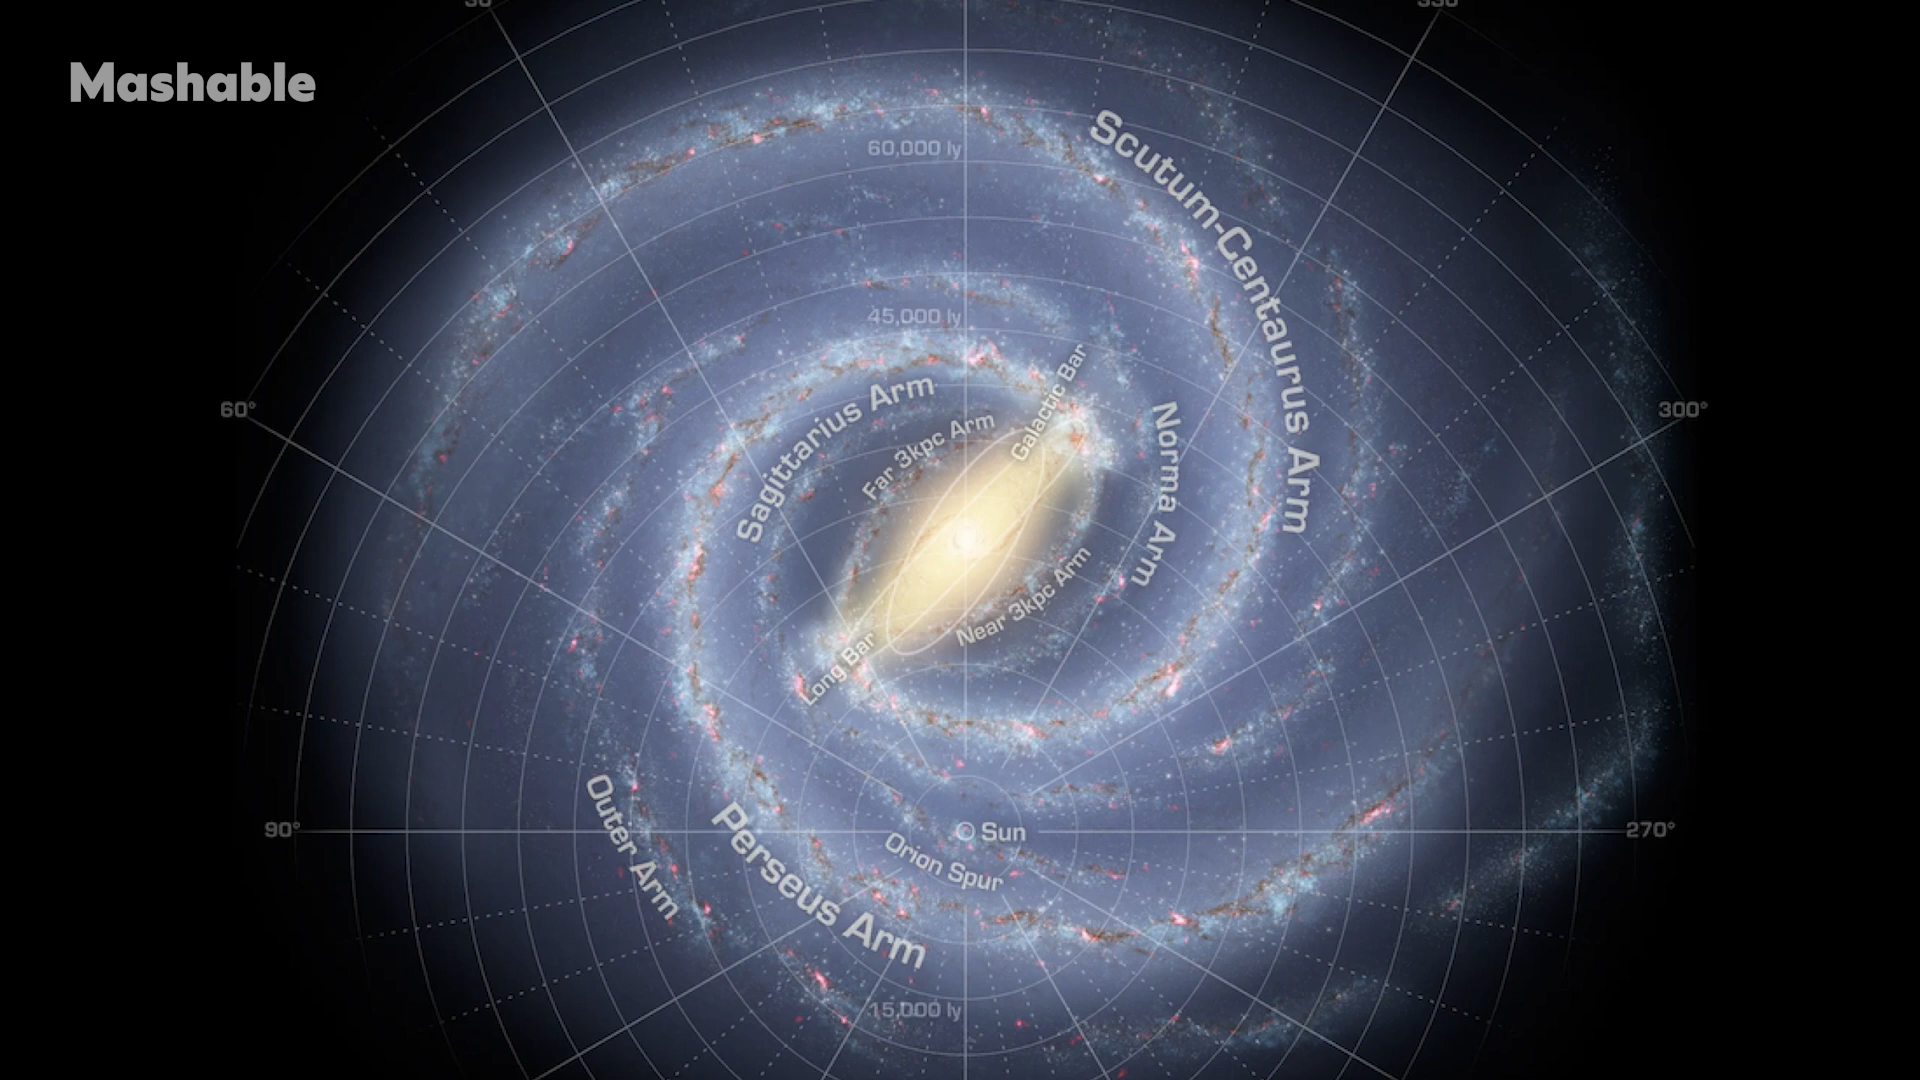 30°
330°
Mashable
60,000 ly
Scutum-Centaurus Arm
45,000 ly
Galactic Bar
Sagittarius Arm
Far 3kpc Arm
Norma Arm
60°
300°
Near 3kpc Arm
Long Bar
Outer Arm
Perseus Arm
90°
Sun
270°
Orion Spur
15,000 ly